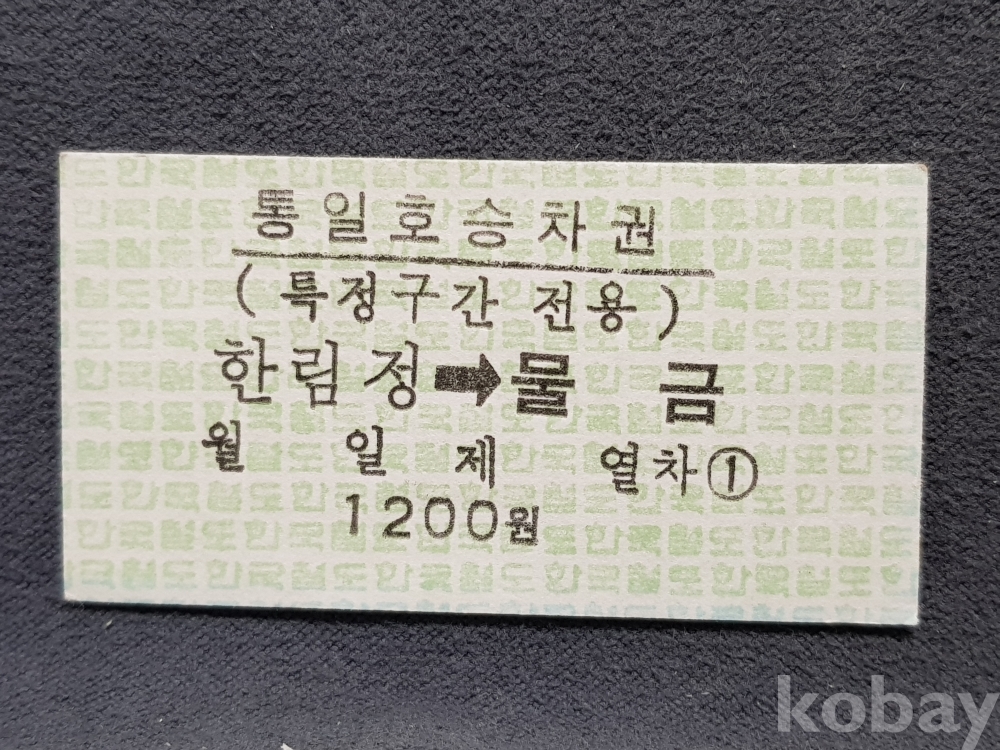 통일호승차권
(특정구간 전용)
한림정➡물 금
월 일 제 열차①
1200원
kobay